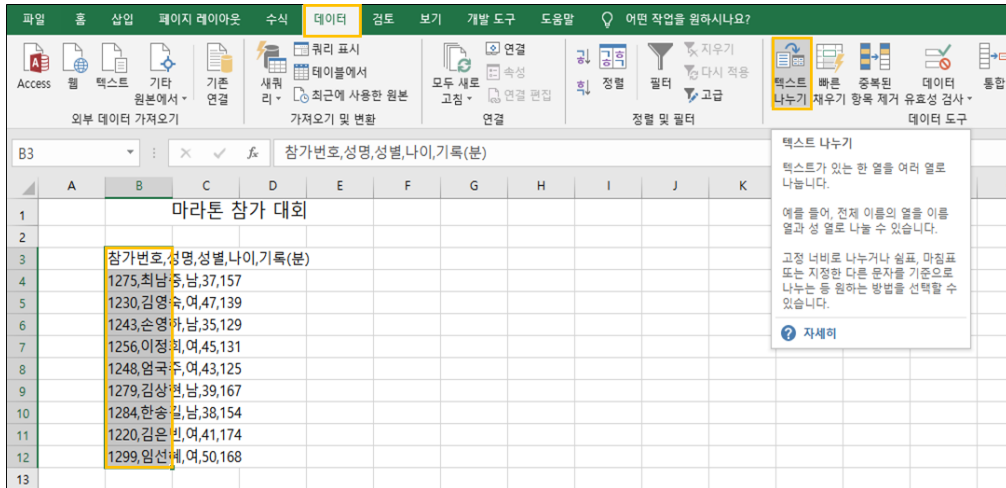 파일 홈 삽입 페이지 레이아웃 수식 데이터 검토 보기 개발 도구 도움말 어떤 작업을 원하시나요?
Access 웹 텍스트 기타 원본에서 기존 연결
외부 데이터 가져오기
새쿼리 쿼리 표시
테이블에서
최근에 사용한 원본
가져오기 및 변환
모두 새로 고침 연결
속성
연결 편집
연결
정렬 필터 지우기
다시 적용
고급
정렬 및 필터
텍스트 나누기 빠른 채우기 중복된 항목 제거 데이터 유효성 검사 통합
데이터 도구
B3 fx 참가번호,성명,성별,나이,기록(분)
A B C D E F G H I J K
1 마라톤 참가 대회
2
3 참가번호,성명,성별,나이,기록(분)
4 1275,최남중,남,37,157
5 1230,김영숙,여,47,139
6 1243,손영하,남,35,129
7 1256,이정희,여,45,131
8 1248,엄국주,여,43,125
9 1279,김상현,남,39,167
10 1284,한송길,남,38,154
11 1220,김은빈,여,41,174
12 1299,임선혜,여,50,168
13
텍스트 나누기
텍스트가 있는 한 열을 여러 열로
나눕니다.
예를 들어, 전체 이름의 열을 이름
열과 성 열로 나눌 수 있습니다.
고정 너비로 나누거나 쉼표, 마침표
또는 지정한 다른 문자를 기준으로
나누는 등 원하는 방법을 선택할 수
있습니다.
자세히